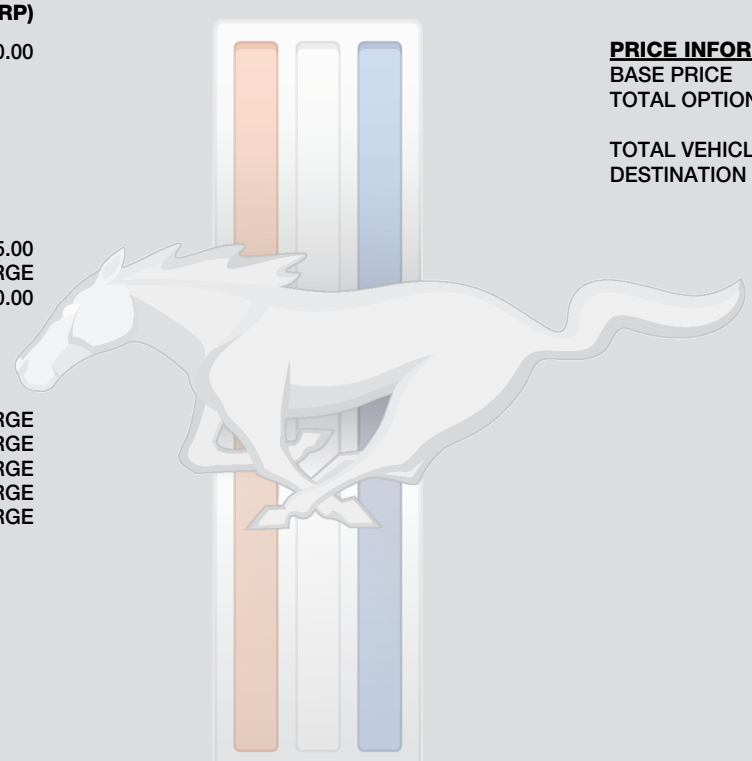 RP)
0.00
5.00
RGE
0.00
RGE
RGE
RGE
RGE
RGE
PRICE INFOR
BASE PRICE
TOTAL OPTION
TOTAL VEHICL
DESTINATION